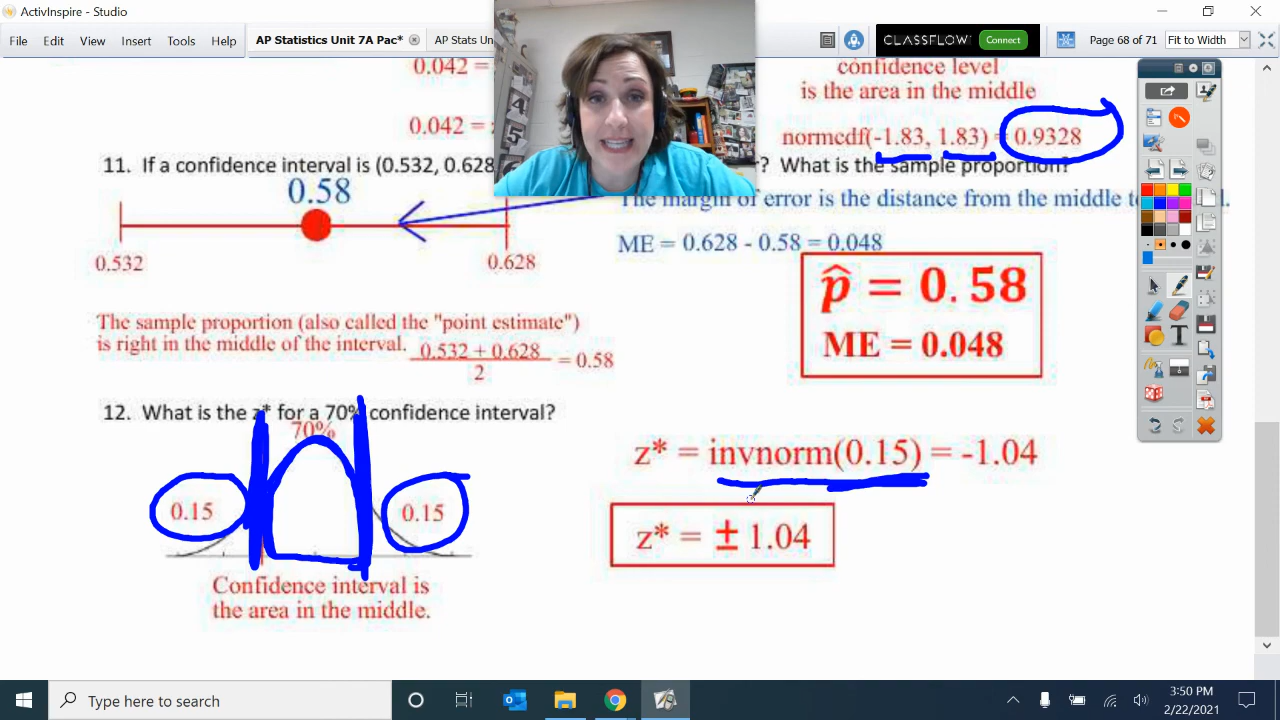 ActivInspire - Studio
File Edit View Insert Tools Help
AP Statistics Unit 7A Pac*
AP Stats Un
CLASSFLOW Connect
Page 68 of 71 Fit to Width
0.042 =
0.042 =
confidence level
is the area in the middle
normcdf(-1.83, 1.83) = 0.9328
11. If a confidence interval is (0.532, 0.628 ? What is the sample proportion?
0.58
0.532
0.628
The margin of error is the distance from the middle
ME = 0.628 - 0.58 = 0.048
p̂ = 0.58
ME = 0.048
The sample proportion (also called the "point estimate")
is right in the middle of the interval. 0.532 + 0.628 = 0.58
2
12. What is the z* for a 70% confidence interval?
70%
0.15
0.15
Confidence interval is
the area in the middle.
z* = invnorm(0.15) = -1.04
z* = ± 1.04
Type here to search
3:50 PM
2/22/2021